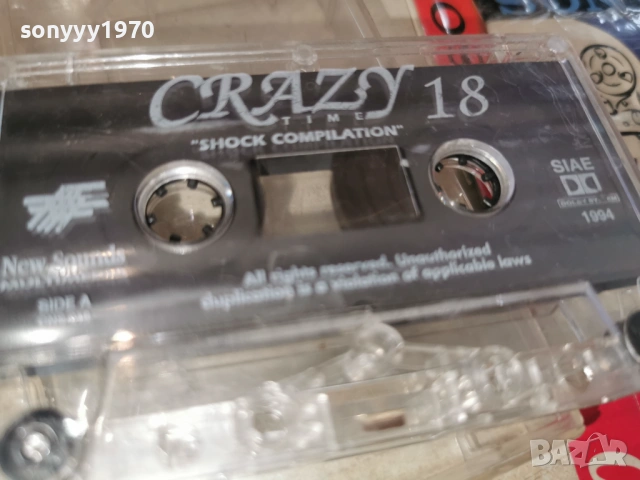 sonyyy1970
CRAZY 18
TIME
"SHOCK COMPILATION"
SIAE
1994
New Sounds
All rights reserved. Unauthorized
duplication is a violation of applicable laws
SIDE A
BAZAR